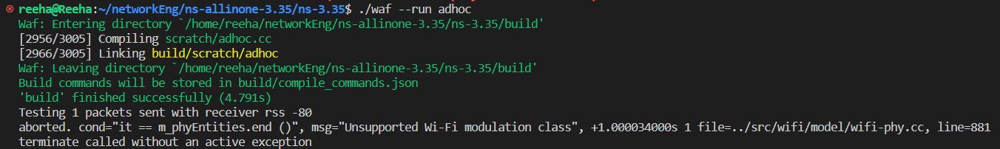 reeha@Reeha:~/networkEng/ns-allinone-3.35/ns-3.35$ ./waf --run adhoc
Waf: Entering directory `/home/reeha/networkEng/ns-allinone-3.35/ns-3.35/build'
[2956/3005] Compiling scratch/adhoc.cc
[2966/3005] Linking build/scratch/adhoc
Waf: Leaving directory `/home/reeha/networkEng/ns-allinone-3.35/ns-3.35/build'
Build commands will be stored in build/compile_commands.json
'build' finished successfully (4.791s)
Testing 1 packets sent with receiver rss -80
aborted. cond="it == m_phyEntities.end ()", msg="Unsupported Wi-Fi modulation class", +1.000034000s 1 file=../src/wifi/model/wifi-phy.cc, line=881
terminate called without an active exception